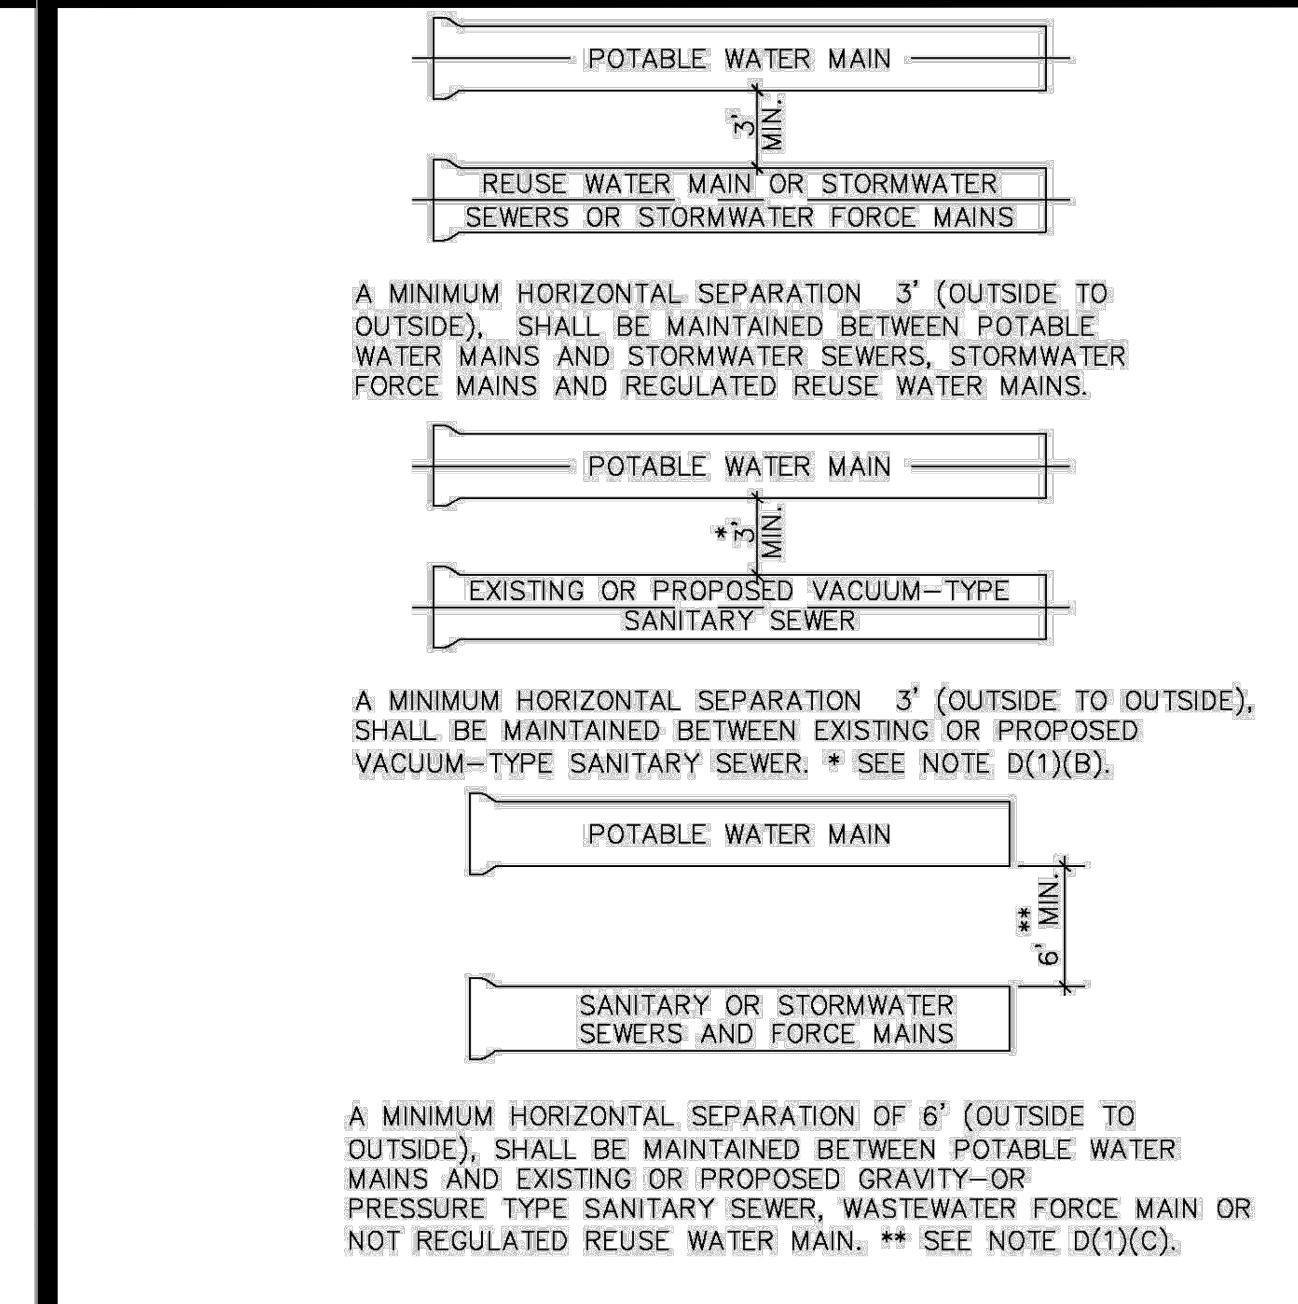 POTABLE WATER MAIN
3'
MIN.
REUSE WATER MAIN OR STORMWATER
SEWERS OR STORMWATER FORCE MAINS
A MINIMUM HORIZONTAL SEPARATION 3' (OUTSIDE TO
OUTSIDE), SHALL BE MAINTAINED BETWEEN POTABLE
WATER MAINS AND STORMWATER SEWERS, STORMWATER
FORCE MAINS AND REGULATED REUSE WATER MAINS.
POTABLE WATER MAIN
*3'
MIN.
EXISTING OR PROPOSED VACUUM-TYPE
SANITARY SEWER
A MINIMUM HORIZONTAL SEPARATION 3' (OUTSIDE TO OUTSIDE),
SHALL BE MAINTAINED BETWEEN EXISTING OR PROPOSED
VACUUM-TYPE SANITARY SEWER. * SEE NOTE D(1)(B).
POTABLE WATER MAIN
**
6' MIN.
SANITARY OR STORMWATER
SEWERS AND FORCE MAINS
A MINIMUM HORIZONTAL SEPARATION OF 6' (OUTSIDE TO
OUTSIDE), SHALL BE MAINTAINED BETWEEN POTABLE WATER
MAINS AND EXISTING OR PROPOSED GRAVITY-OR
PRESSURE TYPE SANITARY SEWER, WASTEWATER FORCE MAIN OR
NOT REGULATED REUSE WATER MAIN. ** SEE NOTE D(1)(C).